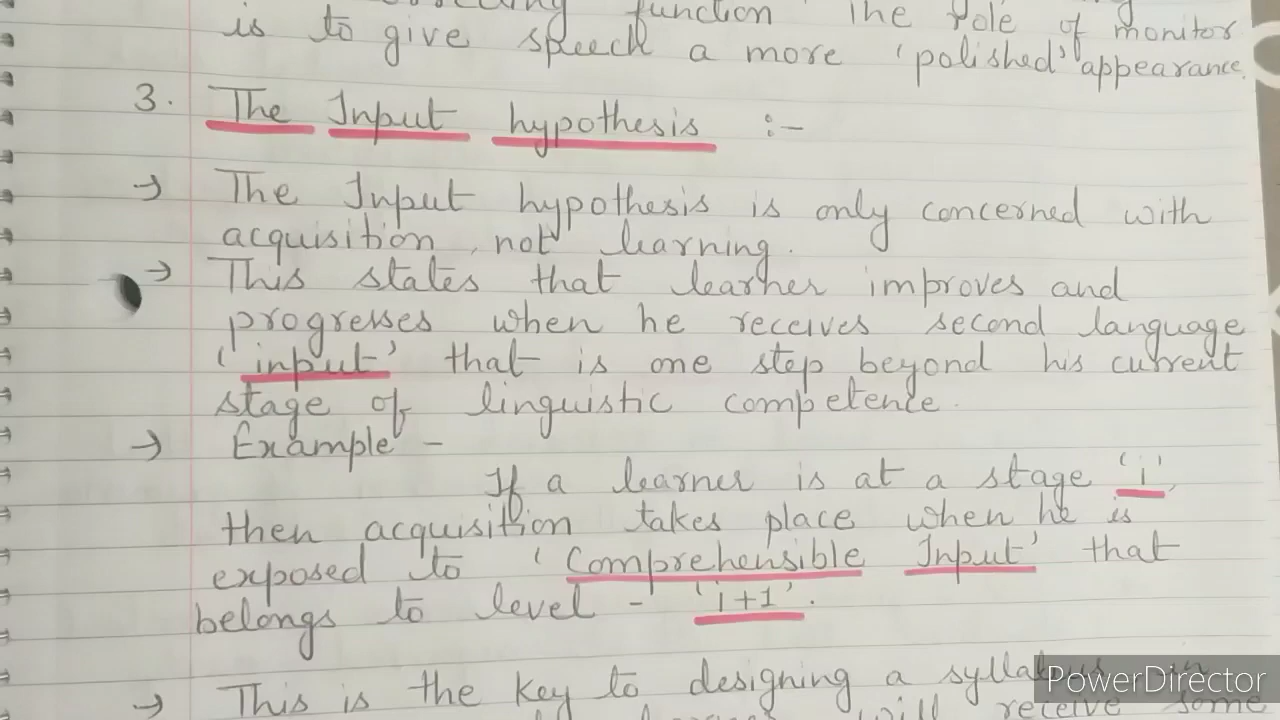 function The role of monitor
is to give speech a more 'polished' appearance.
3. The Input hypothesis :-
→ The Input hypothesis is only concerned with
acquisition, not learning.
→ This states that learner improves and
progresses when he receives second language
'input' that is one step beyond his current
stage of linguistic competence.
→ Example -
If a learner is at a stage 'i',
then acquisition takes place when he is
exposed to 'Comprehensible Input' that
belongs to level - 'i+1'.
→ This is the key to designing a syllabus in
will receive some
PowerDirector